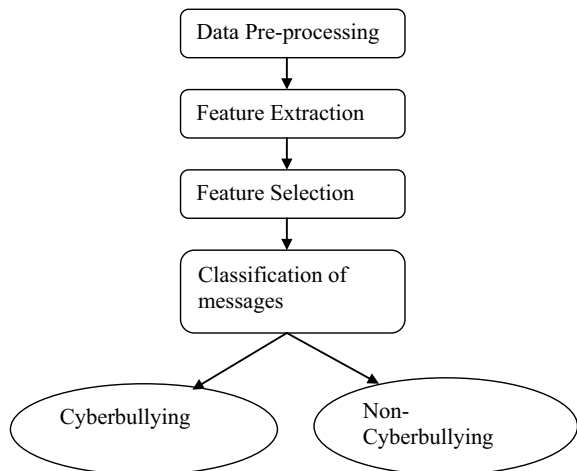 Data Pre-processing
Feature Extraction
Feature Selection
Classification of
messages
Cyberbullying
Non-
Cyberbullying